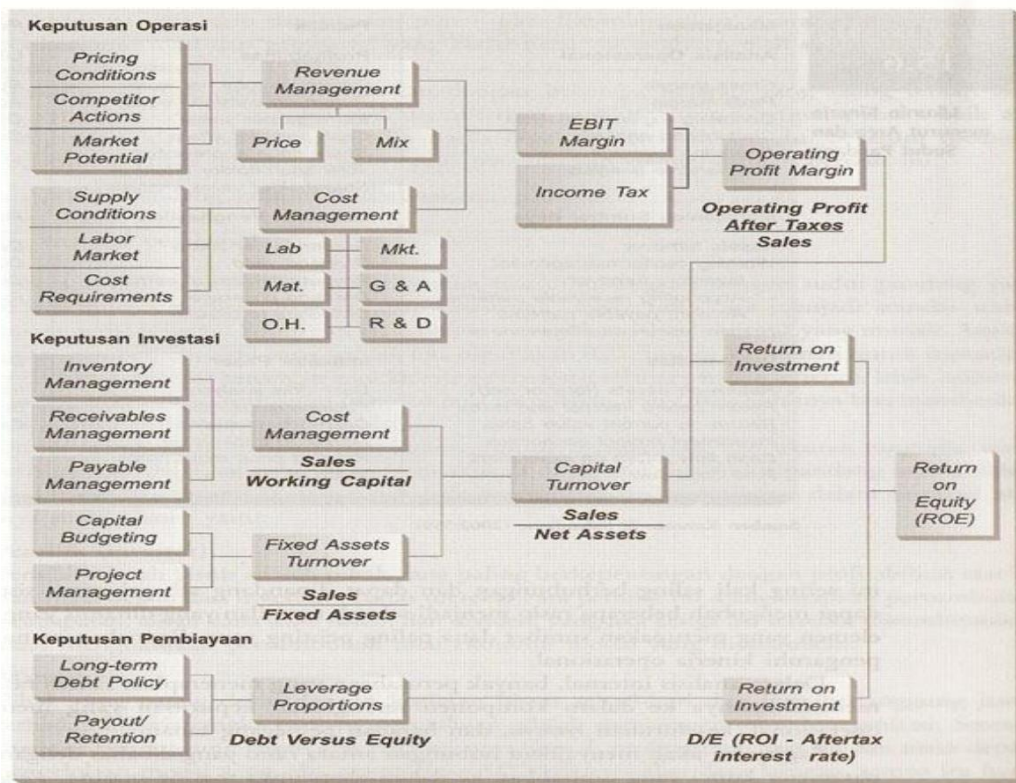 Keputusan Operasi
Pricing
Conditions
Competitor
Actions
Market
Potential
Revenue
Management
Price
Mix
EBIT
Margin
Income Tax
Operating
Profit Margin
Operating Profit
After Taxes
Sales
Supply
Conditions
Labor
Market
Cost
Requirements
Cost
Management
Lab
Mkt.
Mat.
G & A
O.H.
R & D
Keputusan Investasi
Inventory
Management
Receivables
Management
Payable
Management
Capital
Budgeting
Project
Management
Cost
Management
Sales
Working Capital
Fixed Assets
Turnover
Sales
Fixed Assets
Capital
Turnover
Sales
Net Assets
Return on
Investment
Return
on
Equity
(ROE)
Keputusan Pembiayaan
Long-term
Debt Policy
Payout/
Retention
Leverage
Proportions
Debt Versus Equity
Return on
Investment
D/E (ROI - Aftertax
interest rate)